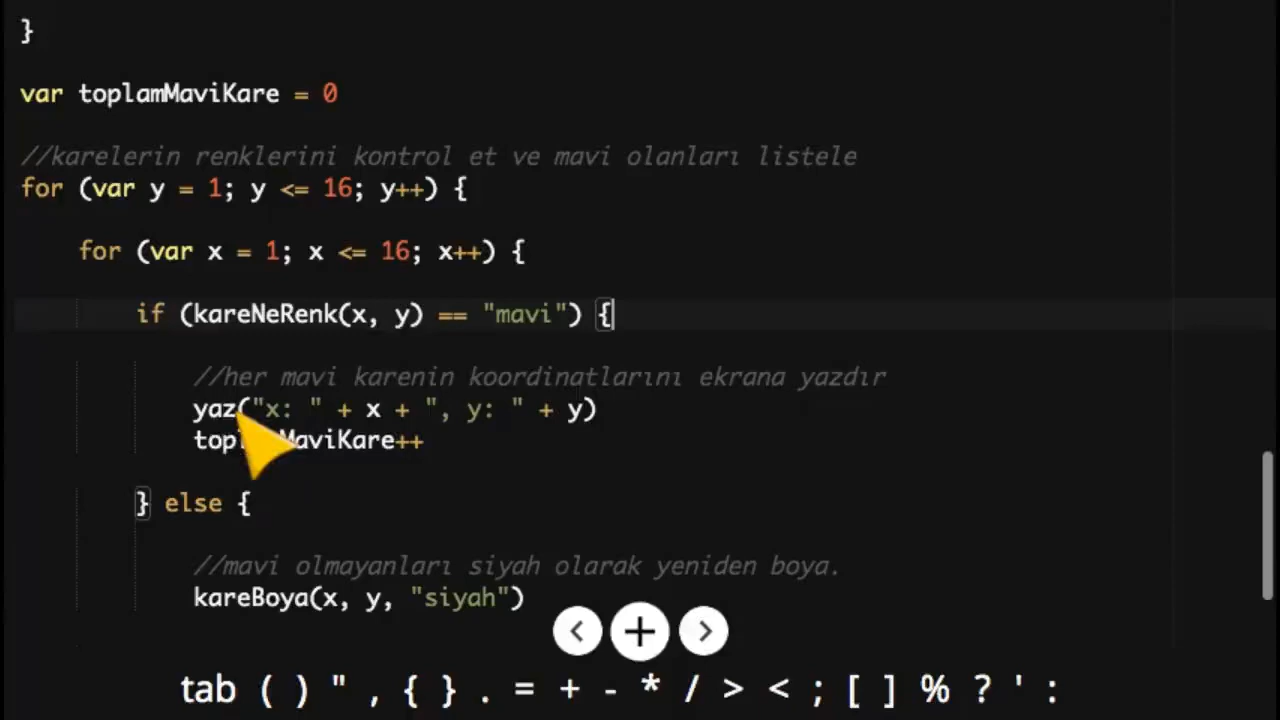 }
var toplamMaviKare = 0
//karelerin renklerini kontrol et ve mavi olanları listele
for (var y = 1; y <= 16; y++) {
for (var x = 1; x <= 16; x++) {
if (kareNeRenk(x, y) == "mavi") {
//her mavi karenin koordinatlarını ekrana yazdır
yaz("x: " + x + ", y: " + y)
toplamMaviKare++
} else {
//mavi olmayanları siyah olarak yeniden boya.
kareBoya(x, y, "siyah")
< + >
tab ( ) " , { } . = + - * / > < ; [ ] % ? ' :